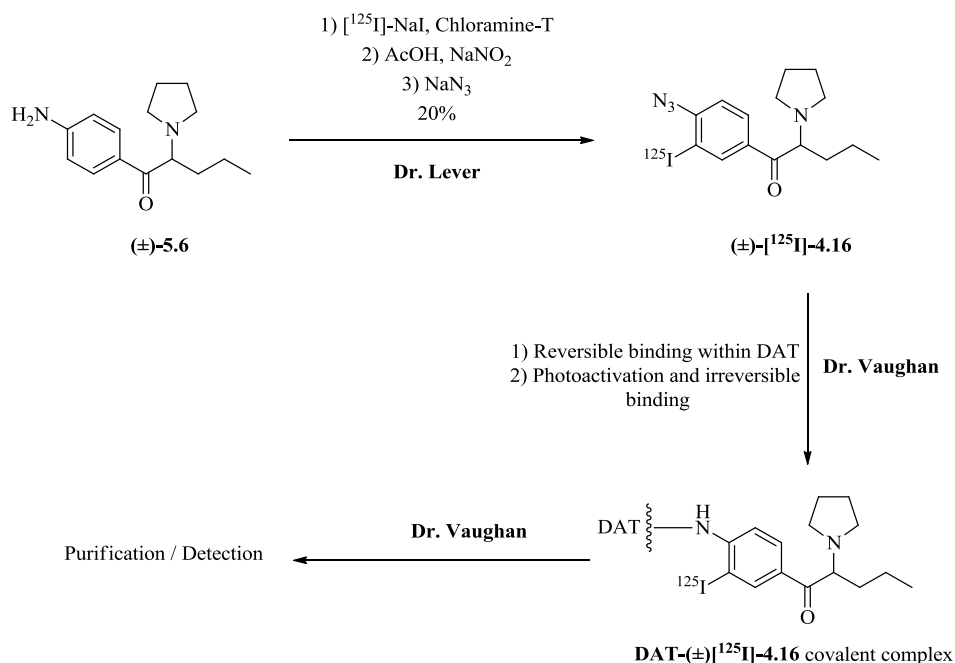 1) [¹²⁵I]-NaI, Chloramine-T
2) AcOH, NaNO₂
3) NaN₃
20%
Dr. Lever
H₂N
N
O
(±)-5.6
N₃
¹²⁵I
N
O
(±)-[¹²⁵I]-4.16
1) Reversible binding within DAT
2) Photoactivation and irreversible
binding
Dr. Vaughan
Dr. Vaughan
Purification / Detection
DAT
H
N
¹²⁵I
N
O
DAT-(±)[¹²⁵I]-4.16 covalent complex